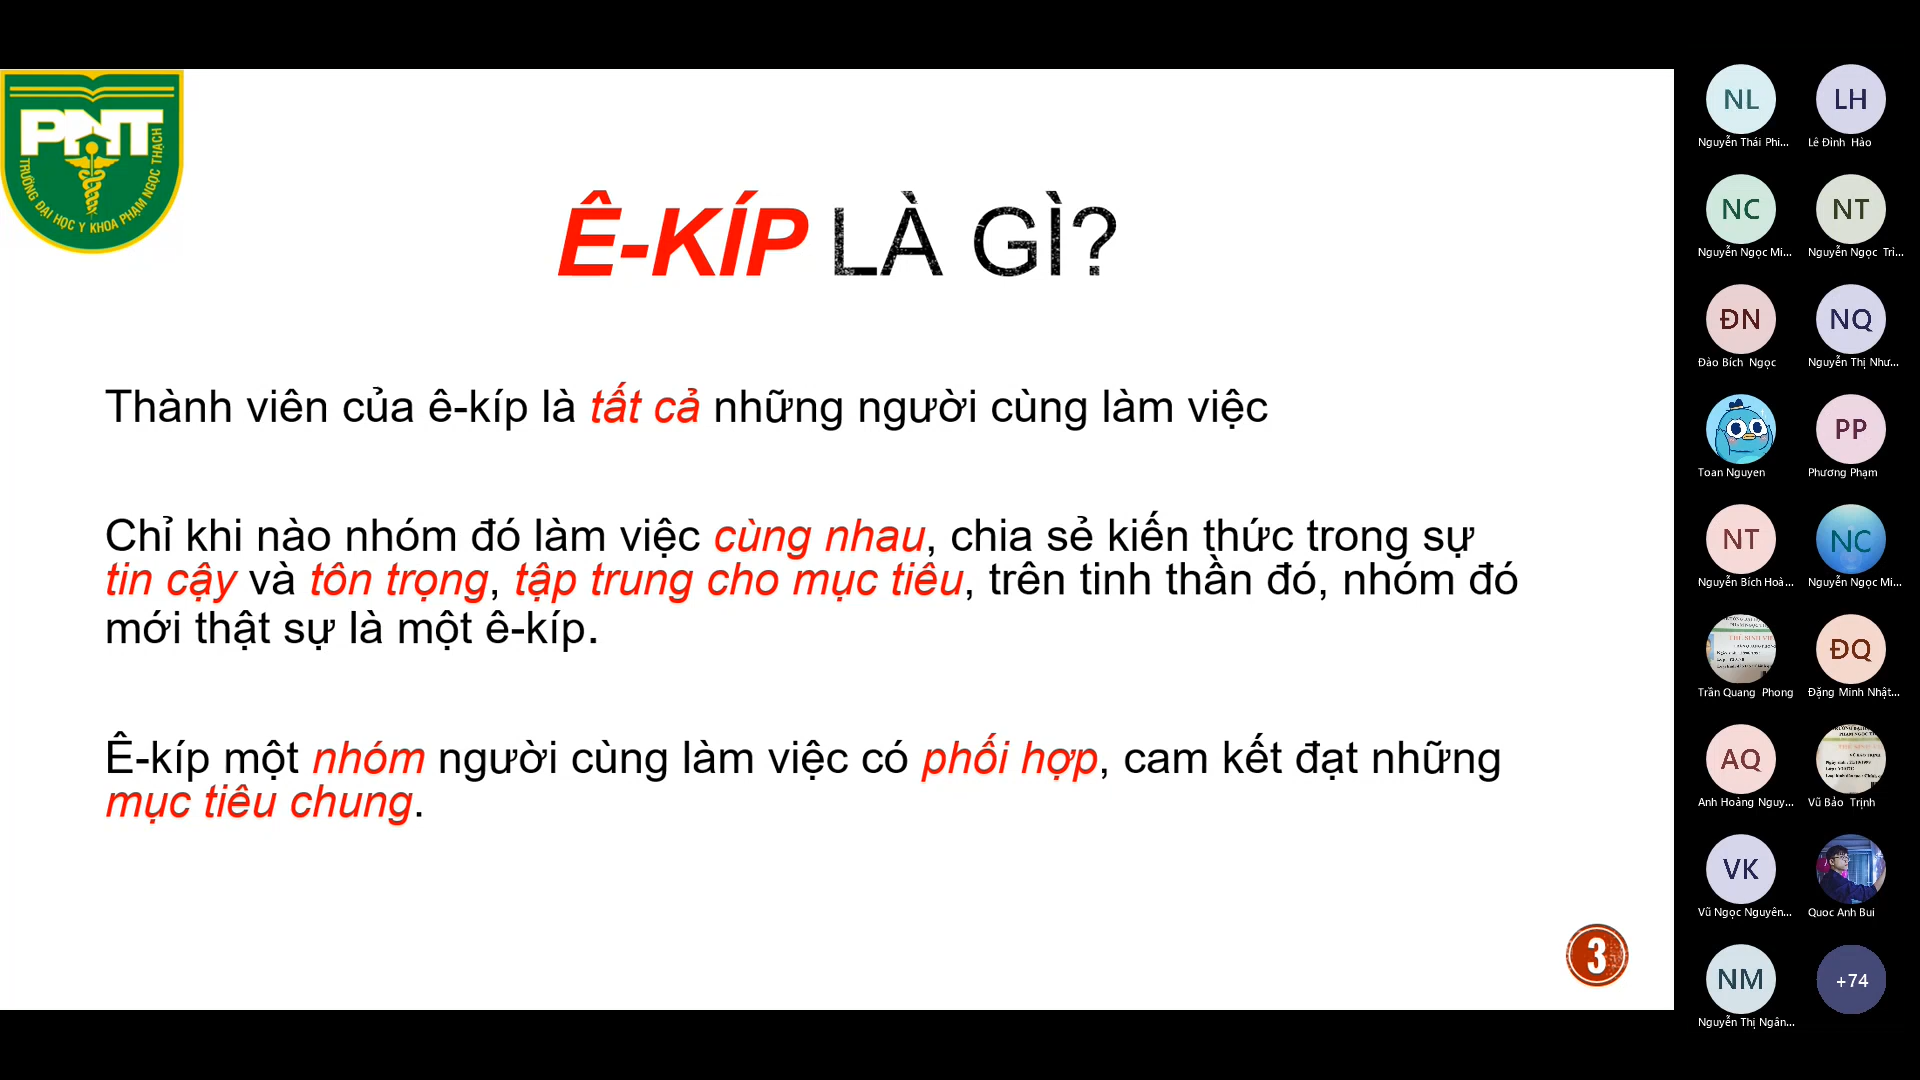 PNT
TRƯỜNG ĐẠI HỌC Y KHOA PHẠM NGỌC THẠCH
Ê-KÍP LÀ GÌ?
Thành viên của ê-kíp là tất cả những người cùng làm việc
Chỉ khi nào nhóm đó làm việc cùng nhau, chia sẻ kiến thức trong sự
tin cậy và tôn trọng, tập trung cho mục tiêu, trên tinh thần đó, nhóm đó
mới thật sự là một ê-kíp.
Ê-kíp một nhóm người cùng làm việc có phối hợp, cam kết đạt những
mục tiêu chung.
3
NL
LH
Nguyễn Thái Phi...
Lê Đình Hào
NC
NT
Nguyễn Ngọc Mi...
Nguyễn Ngọc Tri...
ĐN
NQ
Đào Bích Ngọc
Nguyễn Thị Như...
PP
Toan Nguyen
Phương Phạm
NT
NC
Nguyễn Bích Hoà...
Nguyễn Ngọc Mi...
ĐQ
Trần Quang Phong
Đặng Minh Nhật...
AQ
Anh Hoàng Nguy...
Vũ Bảo Trịnh
VK
Vũ Ngọc Nguyên...
Quoc Anh Bui
NM
+74
Nguyễn Thị Ngân...